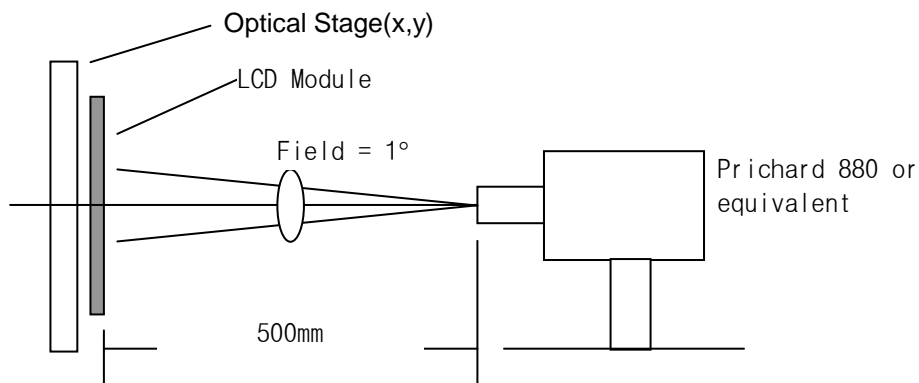 Optical Stage(x,y)
LCD Module
Field = 1°
Prichard 880 or
equivalent
500mm